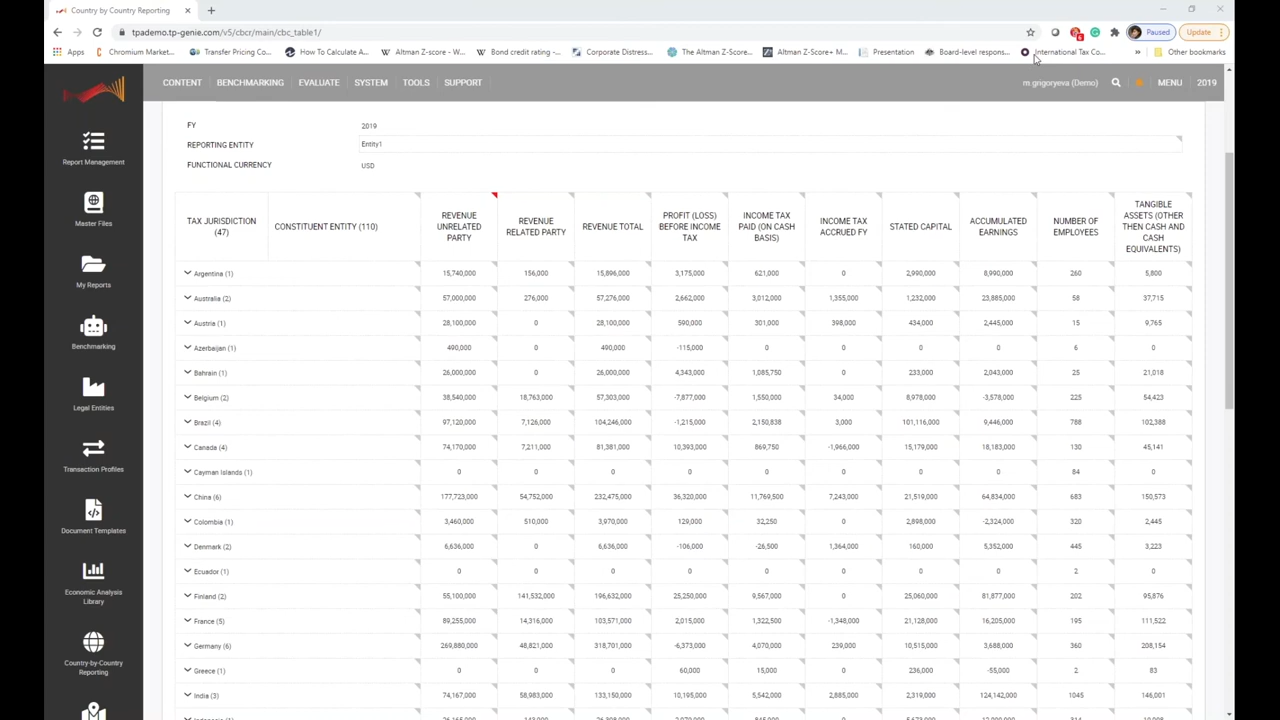 Country by Country Reporting
tpademo.tp-genie.com/v5/cbcr/main/cbc_table1/
6
Paused
Update
Apps
Chromium Market...
Transfer Pricing Co...
How To Calculate A...
Altman Z-score - W...
Bond credit rating -...
Corporate Distress...
The Altman Z-Score...
Altman Z-Score+ M...
Presentation
Board-level respons...
International Tax Co...
»
Other bookmarks
CONTENT BENCHMARKING EVALUATE SYSTEM TOOLS SUPPORT
m.grigoryeva (Demo) MENU 2019
Report Management
Master Files
My Reports
Benchmarking
Legal Entities
Transaction Profiles
Document Templates
Economic Analysis
Library
Country-by-Country
Reporting
FY 2019
REPORTING ENTITY Entity1
FUNCTIONAL CURRENCY USD
TAX JURISDICTION
(47)
CONSTITUENT ENTITY (110)
REVENUE
UNRELATED
PARTY
REVENUE
RELATED PARTY
REVENUE TOTAL
PROFIT (LOSS)
BEFORE INCOME
TAX
INCOME TAX
PAID (ON CASH
BASIS)
INCOME TAX
ACCRUED FY
STATED CAPITAL
ACCUMULATED
EARNINGS
NUMBER OF
EMPLOYEES
TANGIBLE
ASSETS (OTHER
THEN CASH AND
CASH
EQUIVALENTS)
Argentina (1) 15,740,000 156,000 15,896,000 3,175,000 621,000 0 2,990,000 8,990,000 260 5,800
Australia (2) 57,000,000 276,000 57,276,000 2,662,000 3,012,000 1,355,000 1,232,000 23,885,000 58 37,715
Austria (1) 28,100,000 0 28,100,000 590,000 301,000 398,000 434,000 2,445,000 15 9,765
Azerbaijan (1) 490,000 0 490,000 -115,000 0 0 0 0 6 0
Bahrain (1) 26,000,000 0 26,000,000 4,343,000 1,085,750 0 233,000 2,043,000 25 21,018
Belgium (2) 38,540,000 18,763,000 57,303,000 -7,877,000 1,550,000 34,000 8,978,000 -3,578,000 225 54,423
Brazil (4) 97,120,000 7,126,000 104,246,000 -1,215,000 2,150,838 3,000 101,116,000 9,446,000 788 102,388
Canada (4) 74,170,000 7,211,000 81,381,000 10,393,000 869,750 -1,966,000 15,179,000 18,183,000 130 45,141
Cayman Islands (1) 0 0 0 0 0 0 0 0 84 0
China (6) 177,723,000 54,752,000 232,475,000 36,320,000 11,769,500 7,243,000 21,519,000 64,834,000 683 150,573
Colombia (1) 3,460,000 510,000 3,970,000 129,000 32,250 0 2,898,000 -2,324,000 320 2,445
Denmark (2) 6,636,000 0 6,636,000 -106,000 -26,500 1,364,000 160,000 5,352,000 445 3,223
Ecuador (1) 0 0 0 0 0 0 0 0 2 0
Finland (2) 55,100,000 141,532,000 196,632,000 25,250,000 9,567,000 0 25,060,000 81,877,000 202 95,876
France (5) 89,255,000 14,316,000 103,571,000 2,015,000 1,322,500 -1,348,000 21,128,000 16,205,000 195 111,522
Germany (6) 269,880,000 48,821,000 318,701,000 -6,373,000 4,070,000 239,000 10,515,000 3,688,000 360 208,154
Greece (1) 0 0 0 60,000 15,000 0 236,000 -55,000 2 83
India (3) 74,167,000 58,983,000 133,150,000 10,195,000 5,542,000 2,885,000 2,319,000 124,142,000 1045 146,001